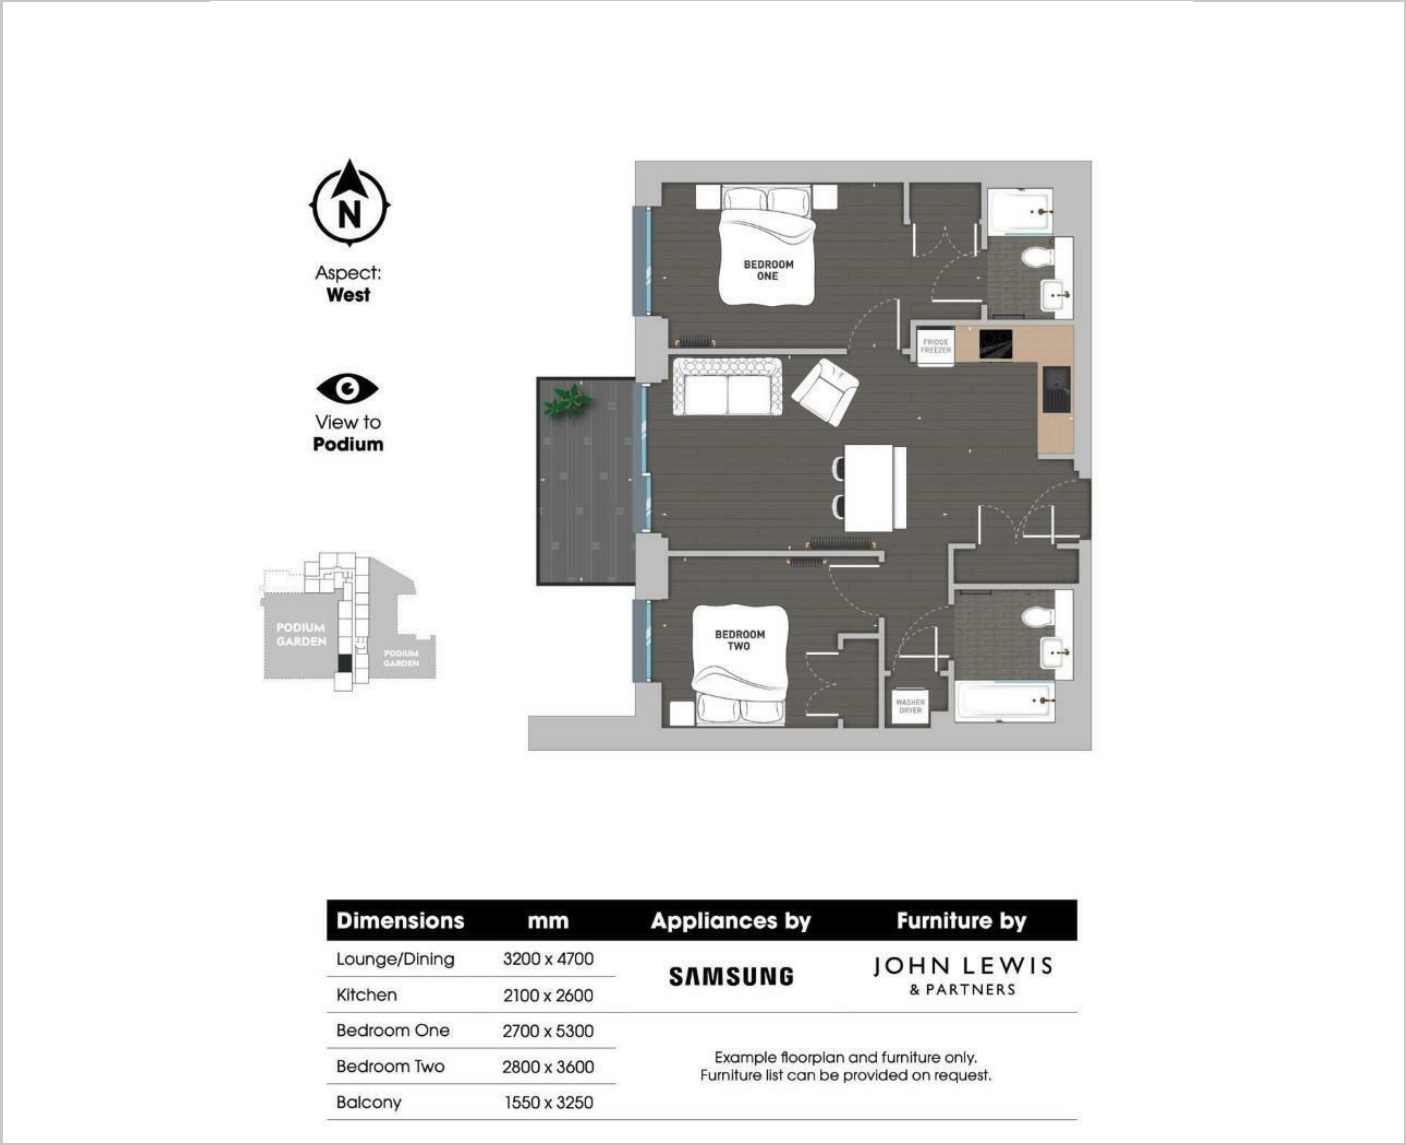 N
Aspect:
West
View to
Podium
PODIUM
GARDEN
PODIUM
GARDEN
BEDROOM
ONE
FRIDGE
FREEZER
BEDROOM
TWO
WASHER
DRYER
Dimensions mm Appliances by Furniture by
Lounge/Dining 3200 x 4700
Kitchen 2100 x 2600
Bedroom One 2700 x 5300
Bedroom Two 2800 x 3600
Balcony 1550 x 3250
SAMSUNG
JOHN LEWIS
& PARTNERS
Example floorplan and furniture only.
Furniture list can be provided on request.